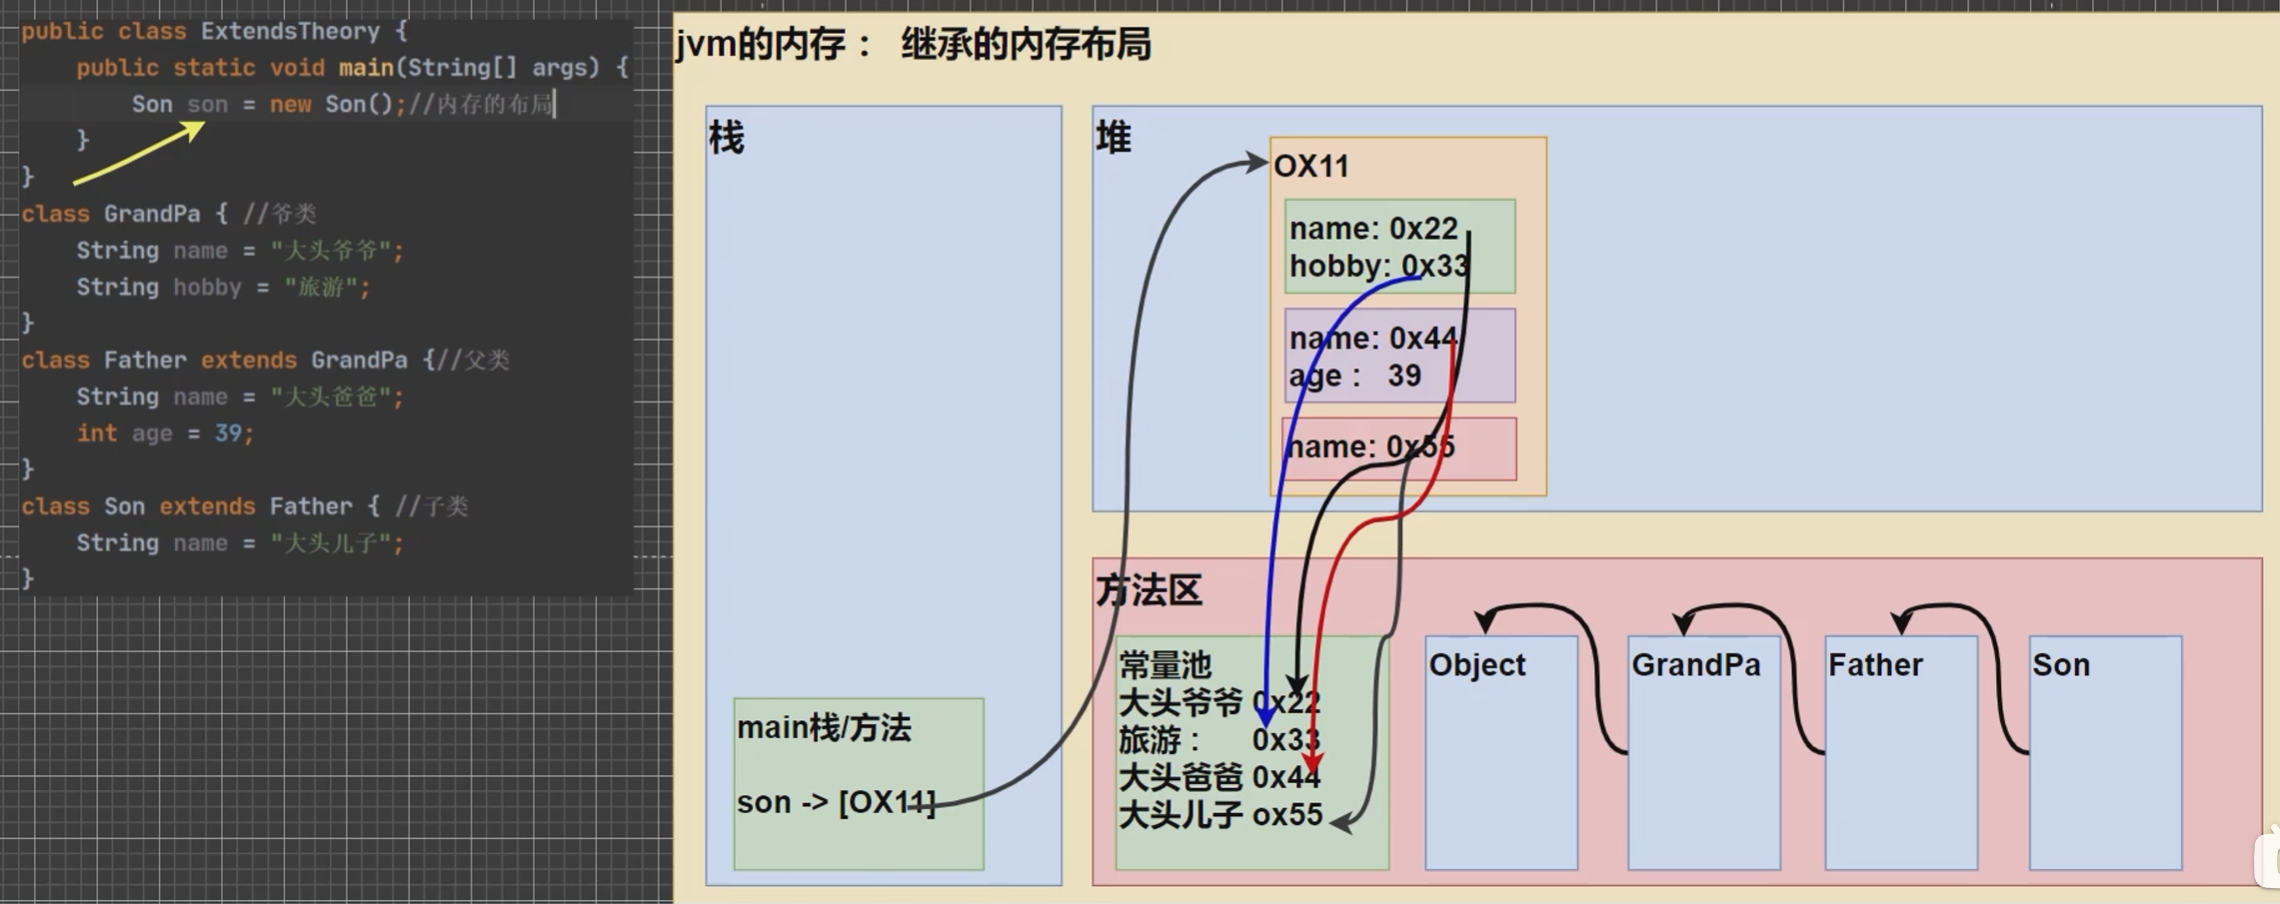 public class ExtendsTheory {
public static void main(String[] args) {
Son son = new Son();//内存的布局
}
}
class GrandPa { //爷类
String name = "大头爷爷";
String hobby = "旅游";
}
class Father extends GrandPa {//父类
String name = "大头爸爸";
int age = 39;
}
class Son extends Father { //子类
String name = "大头儿子";
}
jvm的内存： 继承的内存布局
栈
main栈/方法
son -> [OX11]
堆
OX11
name: 0x22
hobby: 0x33
name: 0x44
age： 39
name: 0x55
方法区
常量池
大头爷爷 0x22
旅游： 0x33
大头爸爸 0x44
大头儿子 ox55
Object
GrandPa
Father
Son